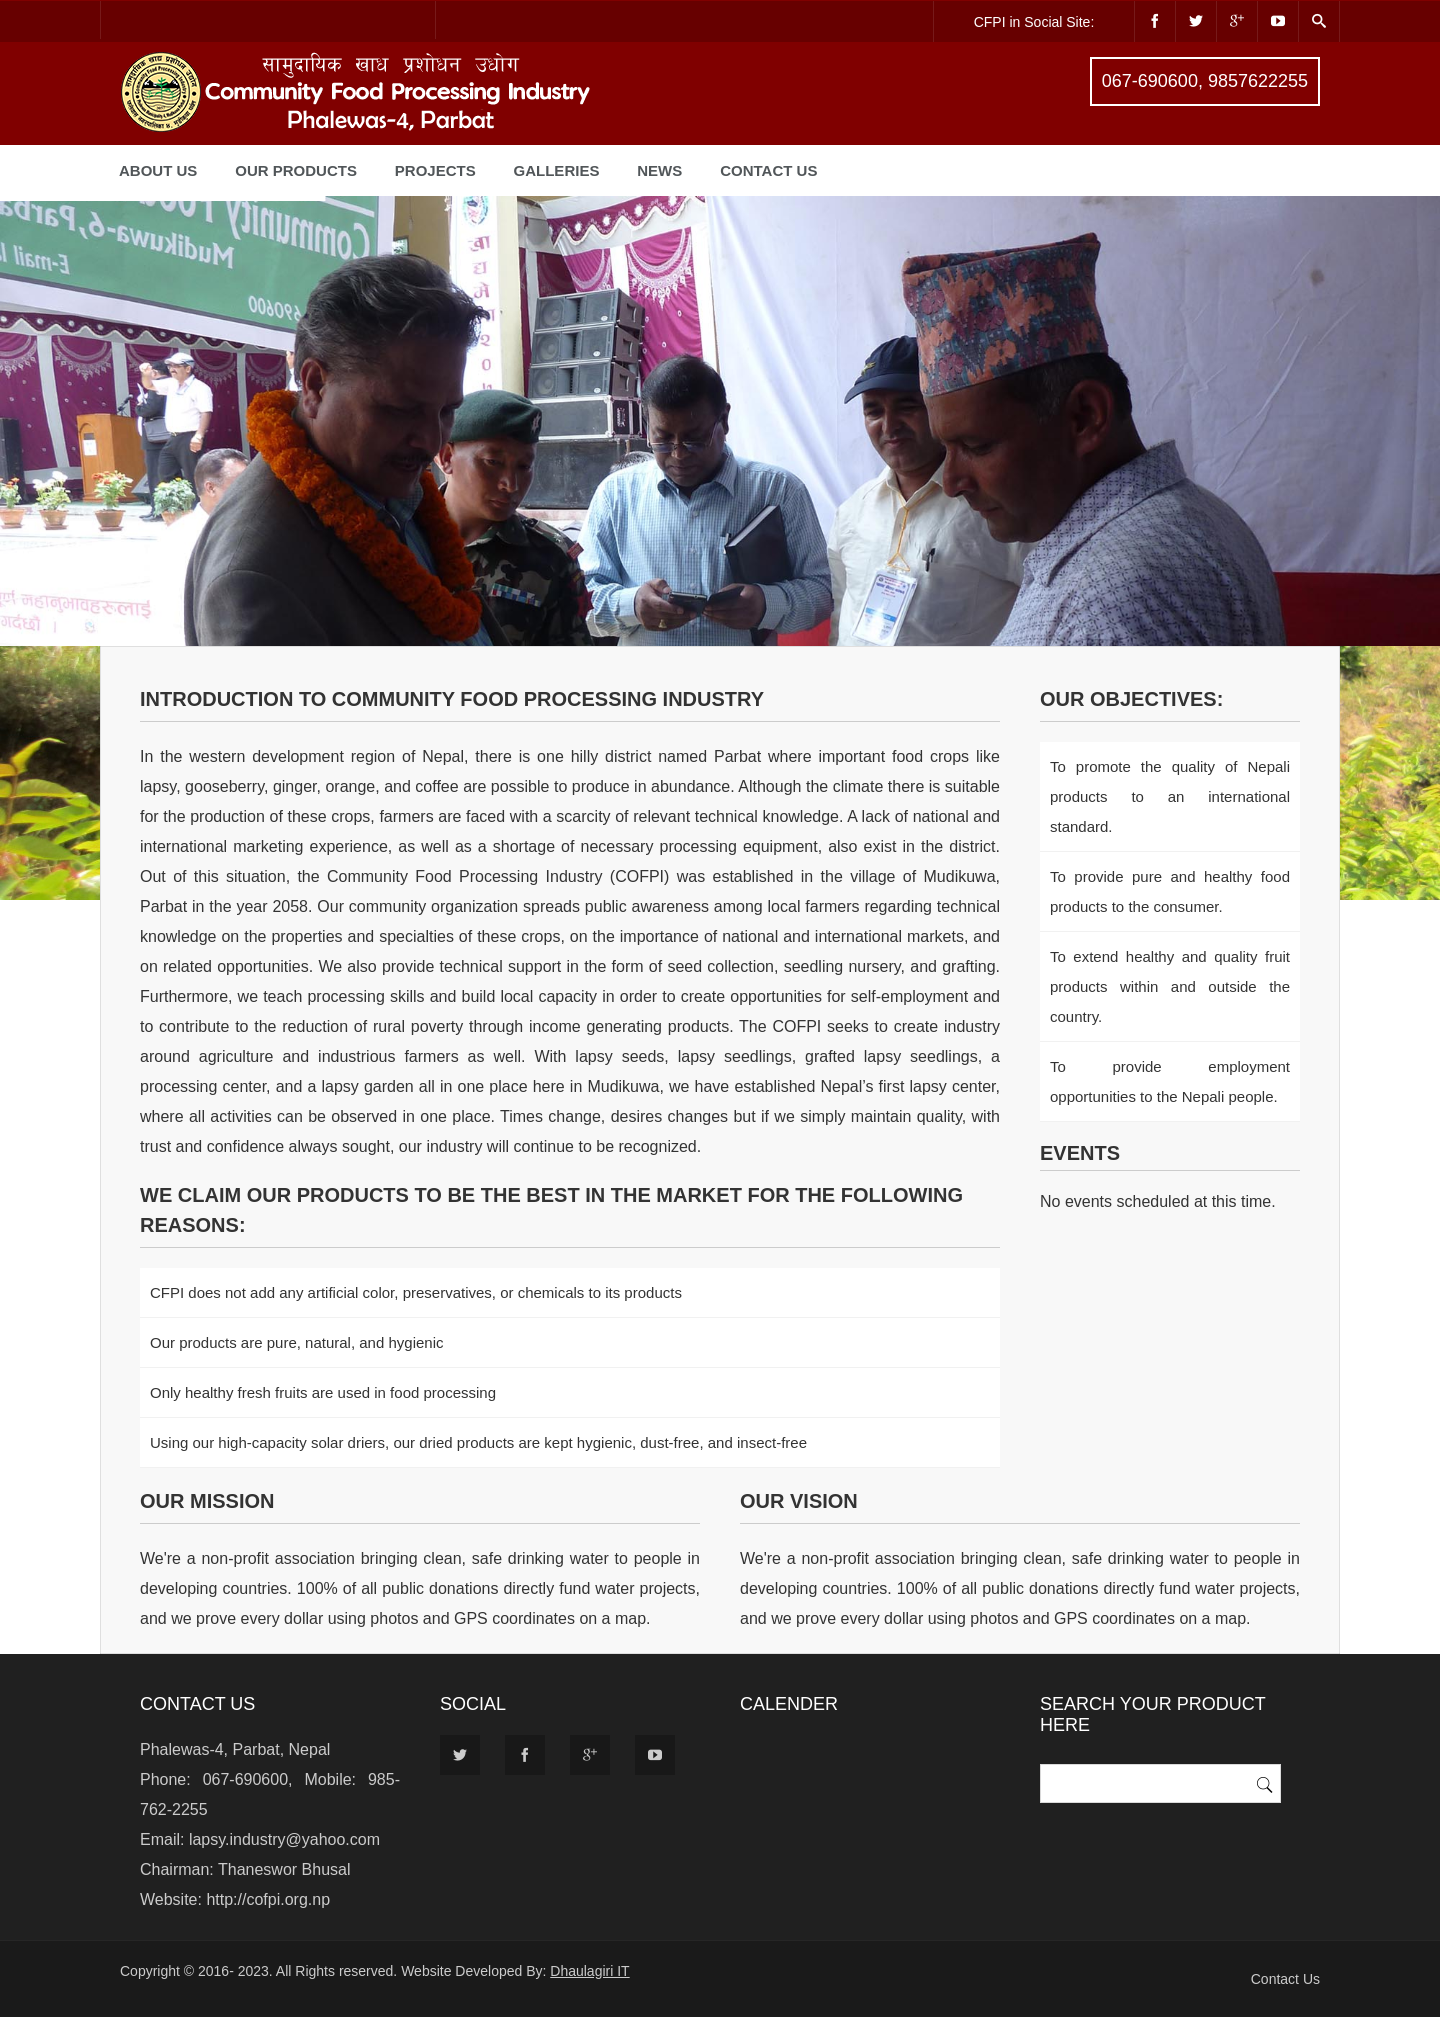 CFPI in Social Site:
सामुदायिक खाध प्रशोधन उधोग
Community Food Processing Industry
Phalewas-4, Parbat
067-690600, 9857622255
ABOUT US OUR PRODUCTS PROJECTS GALLERIES NEWS CONTACT US
Community Food
Mudikuwa-6, Parba
E-mail la
690600
INTRODUCTION TO COMMUNITY FOOD PROCESSING INDUSTRY
In the western development region of Nepal, there is one hilly district named Parbat where important food crops like
lapsy, gooseberry, ginger, orange, and coffee are possible to produce in abundance. Although the climate there is suitable
for the production of these crops, farmers are faced with a scarcity of relevant technical knowledge. A lack of national and
international marketing experience, as well as a shortage of necessary processing equipment, also exist in the district.
Out of this situation, the Community Food Processing Industry (COFPI) was established in the village of Mudikuwa,
Parbat in the year 2058. Our community organization spreads public awareness among local farmers regarding technical
knowledge on the properties and specialties of these crops, on the importance of national and international markets, and
on related opportunities. We also provide technical support in the form of seed collection, seedling nursery, and grafting.
Furthermore, we teach processing skills and build local capacity in order to create opportunities for self-employment and
to contribute to the reduction of rural poverty through income generating products. The COFPI seeks to create industry
around agriculture and industrious farmers as well. With lapsy seeds, lapsy seedlings, grafted lapsy seedlings, a
processing center, and a lapsy garden all in one place here in Mudikuwa, we have established Nepal’s first lapsy center,
where all activities can be observed in one place. Times change, desires changes but if we simply maintain quality, with
trust and confidence always sought, our industry will continue to be recognized.
WE CLAIM OUR PRODUCTS TO BE THE BEST IN THE MARKET FOR THE FOLLOWING
REASONS:
CFPI does not add any artificial color, preservatives, or chemicals to its products
Our products are pure, natural, and hygienic
Only healthy fresh fruits are used in food processing
Using our high-capacity solar driers, our dried products are kept hygienic, dust-free, and insect-free
OUR OBJECTIVES:
To promote the quality of Nepali
products to an international
standard.
To provide pure and healthy food
products to the consumer.
To extend healthy and quality fruit
products within and outside the
country.
To provide employment
opportunities to the Nepali people.
EVENTS
No events scheduled at this time.
OUR MISSION
We're a non-profit association bringing clean, safe drinking water to people in
developing countries. 100% of all public donations directly fund water projects,
and we prove every dollar using photos and GPS coordinates on a map.
OUR VISION
We're a non-profit association bringing clean, safe drinking water to people in
developing countries. 100% of all public donations directly fund water projects,
and we prove every dollar using photos and GPS coordinates on a map.
CONTACT US
Phalewas-4, Parbat, Nepal
Phone: 067-690600, Mobile: 985-
762-2255
Email: lapsy.industry@yahoo.com
Chairman: Thaneswor Bhusal
Website: http://cofpi.org.np
SOCIAL
CALENDER
SEARCH YOUR PRODUCT
HERE
Copyright © 2016- 2023. All Rights reserved. Website Developed By: Dhaulagiri IT
Contact Us